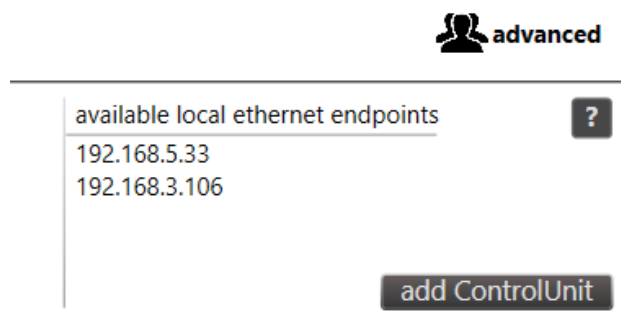 advanced
available local ethernet endpoints
?
192.168.5.33
192.168.3.106
add ControlUnit